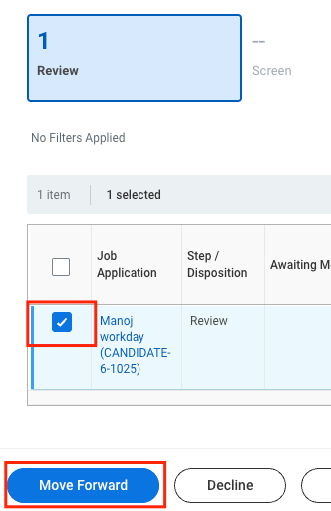 1
--
Review
Screen
No Filters Applied
1 item
1 selected
Job Application
Step / Disposition
Awaiting M
Manoj
workday
(CANDIDATE-
6-1025)
Review
Move Forward
Decline